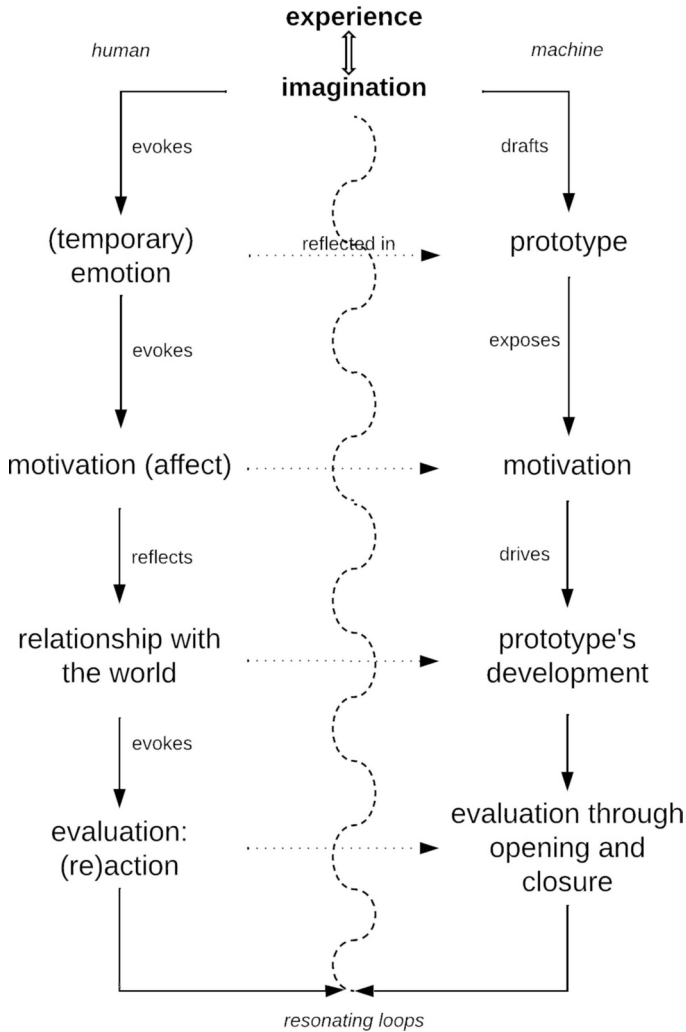 experience
human
machine
imagination
evokes
drafts
(temporary)
emotion
reflected in
prototype
evokes
exposes
motivation (affect)
motivation
reflects
drives
relationship with
the world
prototype's
development
evokes
evaluation:
(re)action
evaluation through
opening and
closure
resonating loops